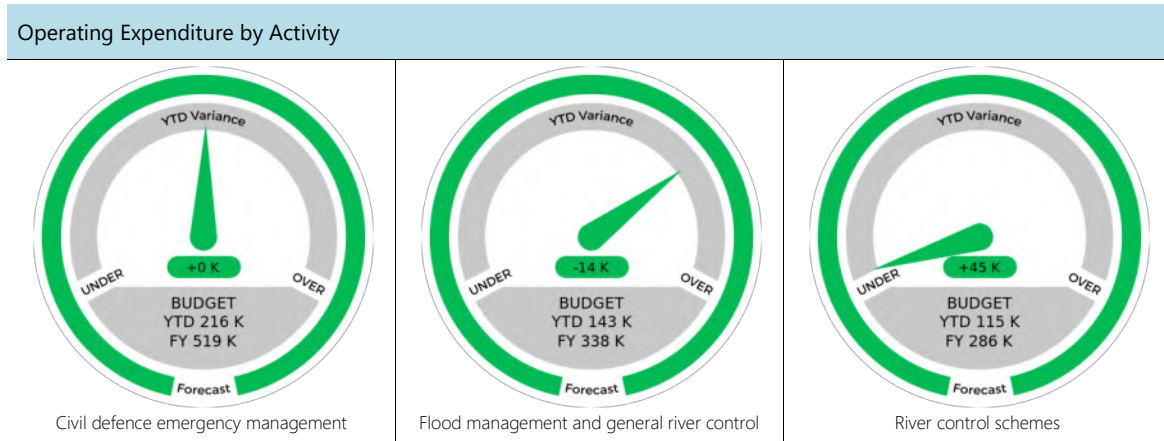 Operating Expenditure by Activity
YTD Variance
UNDER
OVER
+0 K
BUDGET
YTD 216 K
FY 519 K
Forecast
Civil defence emergency management
YTD Variance
UNDER
OVER
-14 K
BUDGET
YTD 143 K
FY 338 K
Forecast
Flood management and general river control
YTD Variance
UNDER
OVER
+45 K
BUDGET
YTD 115 K
FY 286 K
Forecast
River control schemes